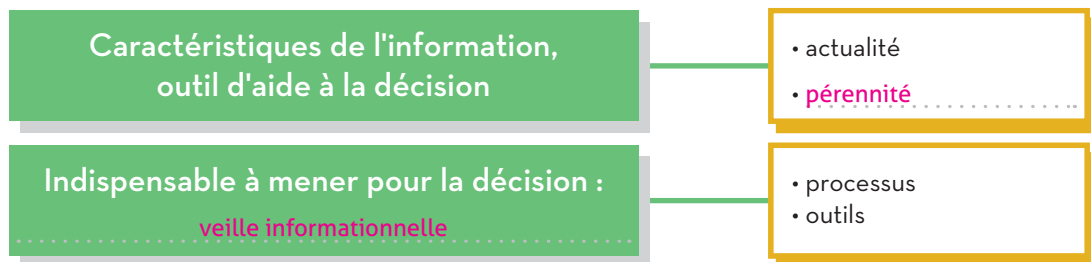 Caractéristiques de l'information,
outil d'aide à la décision
• actualité
• pérennité
Indispensable à mener pour la décision :
veille informationnelle
• processus
• outils